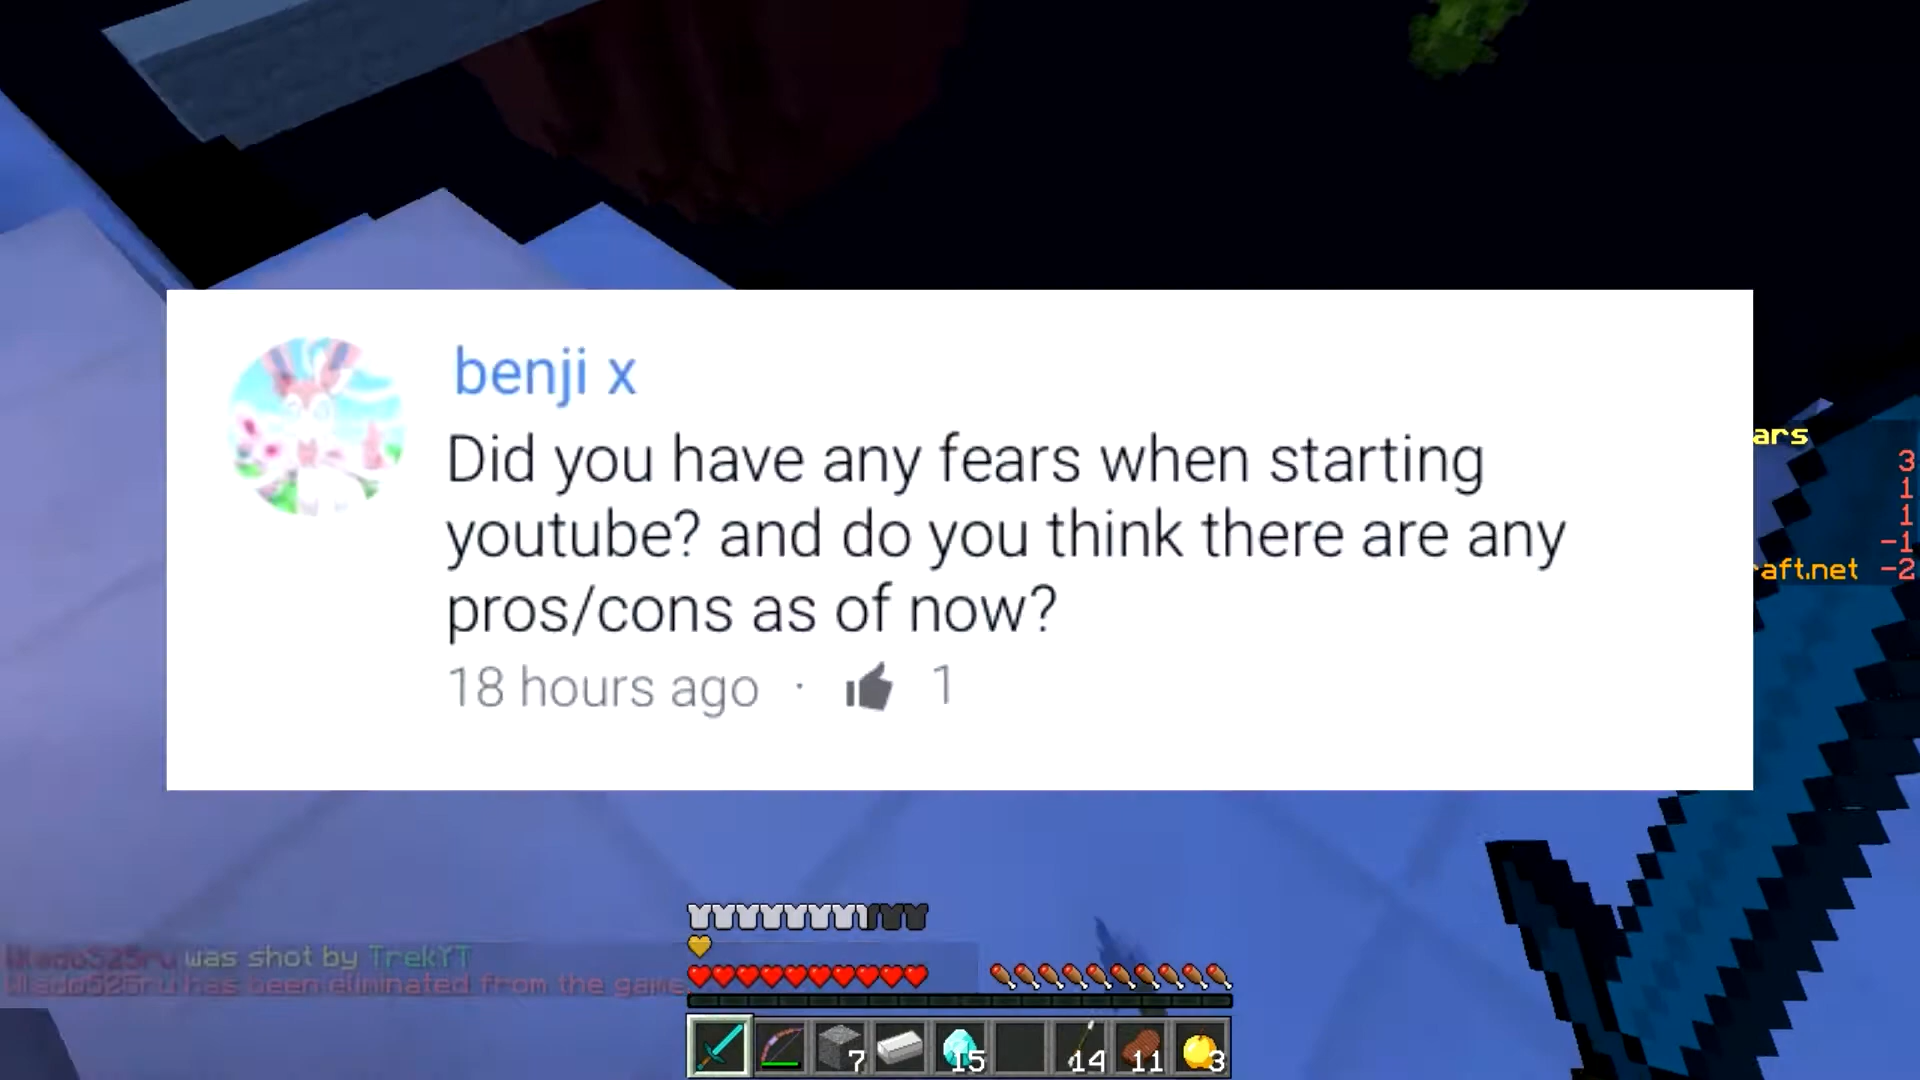 benji x
Did you have any fears when starting
youtube? and do you think there are any
pros/cons as of now?
18 hours ago · 1
ars
3
1
1
-1
aft.net -2
was shot by TrekYT
has been eliminated from the game.
7 15 14 11 3